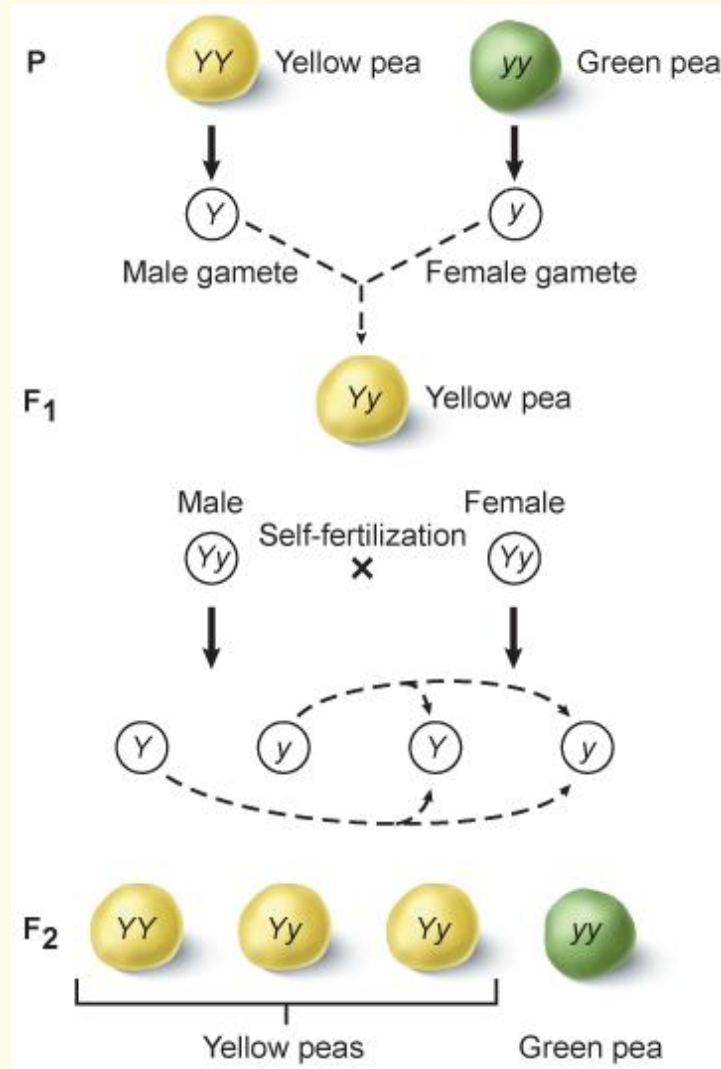 P YY Yellow pea yy Green pea
Y y
Male gamete Female gamete
F₁ Yy Yellow pea
Male Female
Yy Self-fertilization Yy
×
Y y Y y
F₂ YY Yy Yy yy
Yellow peas Green pea